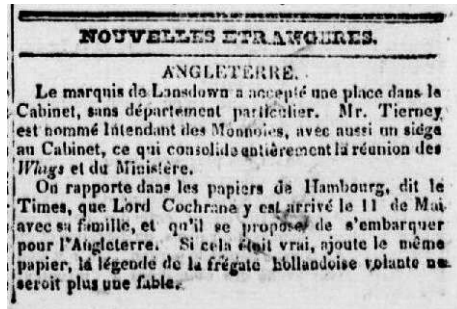 NOUVELLES ETRANGERES.
ANGLETERRE.
Le marquis de Lansdown a accepté une place dans le
Cabinet, sans département particulier. Mr. Tierney
est nommé Intendant des Monnoies, avec aussi un siége
au Cabinet, ce qui consolide entièrement la réunion des
Whigs et du Ministère.
On rapporte dans les papiers de Hambourg, dit le
Times, que Lord Cochrane y est arrivé le 11 de Mai
avec sa famille, et qu'il se propose de s'embarquer
pour l'Angleterre. Si cela étoit vrai, ajoute le même
papier, la légende de la frégate hollandoise volante ne
seroit plus une fable.